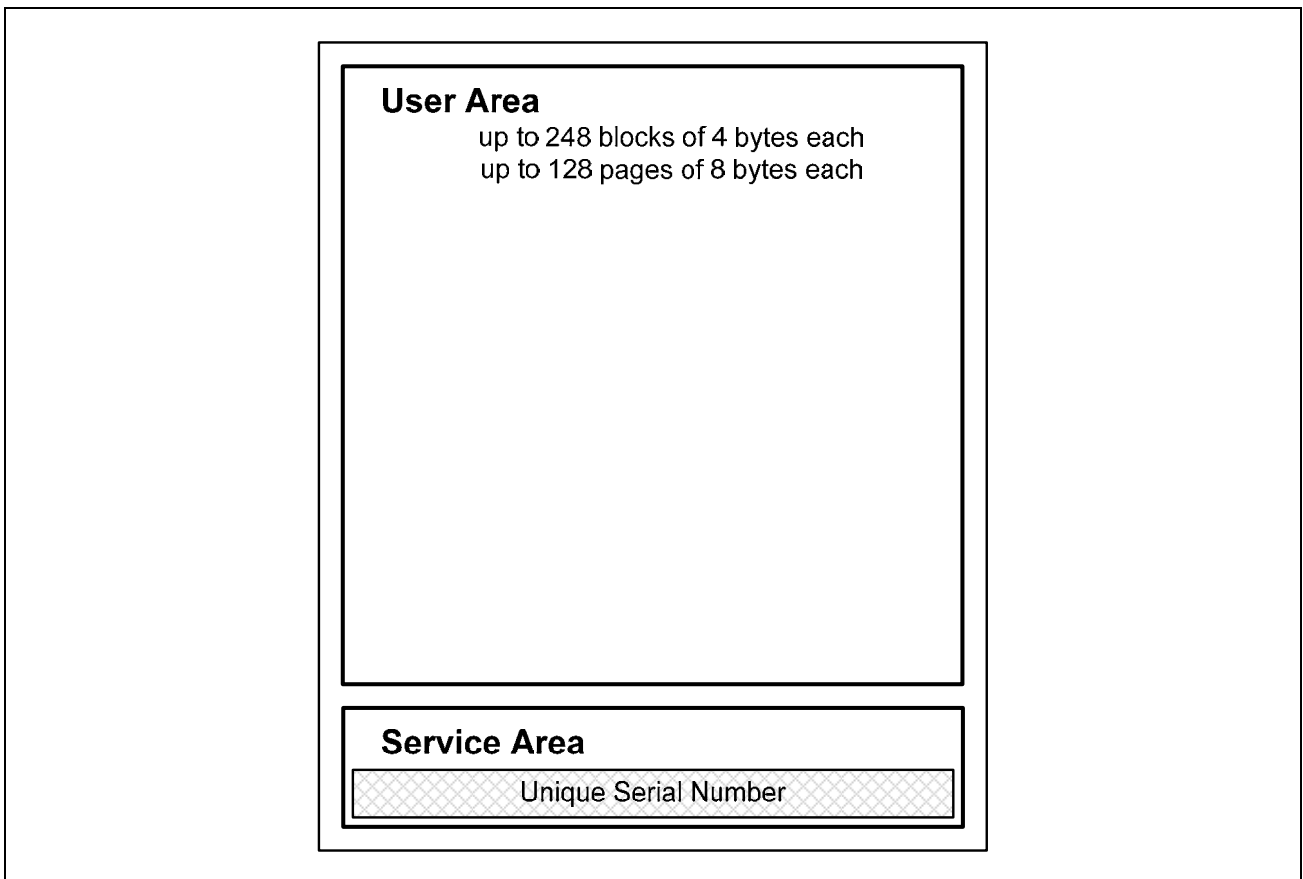 User Area
up to 248 blocks of 4 bytes each
up to 128 pages of 8 bytes each
Service Area
Unique Serial Number